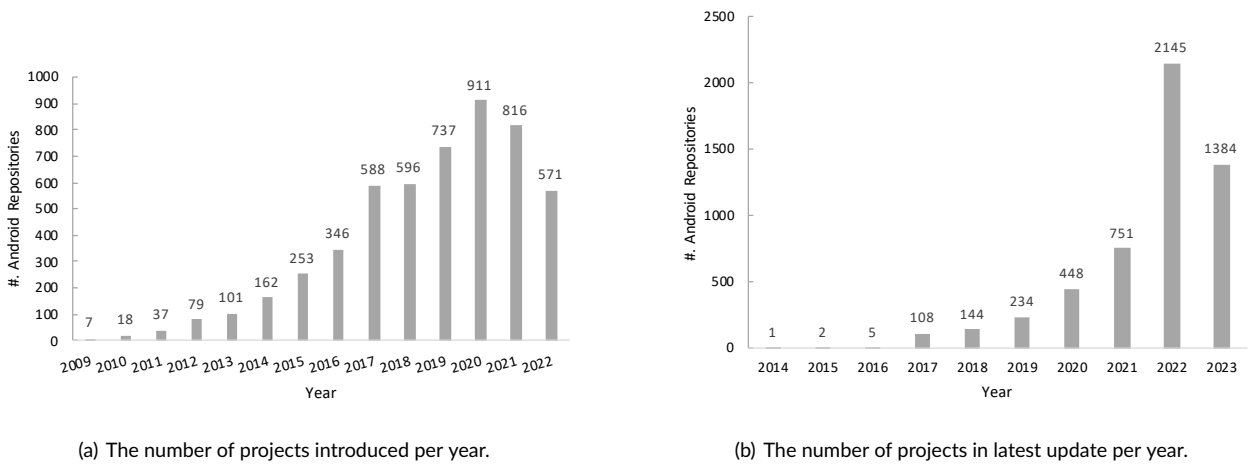 1000
900
800
700
600
500
400
300
200
100
0
#. Android Repositories
7 18 37 79 101 162 253 346 588 596 737 911 816 571
2009 2010 2011 2012 2013 2014 2015 2016 2017 2018 2019 2020 2021 2022
Year
(a) The number of projects introduced per year.
2500
2000
1500
1000
500
0
#. Android Repositories
1 2 5 108 144 234 448 751 2145 1384
2014 2015 2016 2017 2018 2019 2020 2021 2022 2023
Year
(b) The number of projects in latest update per year.